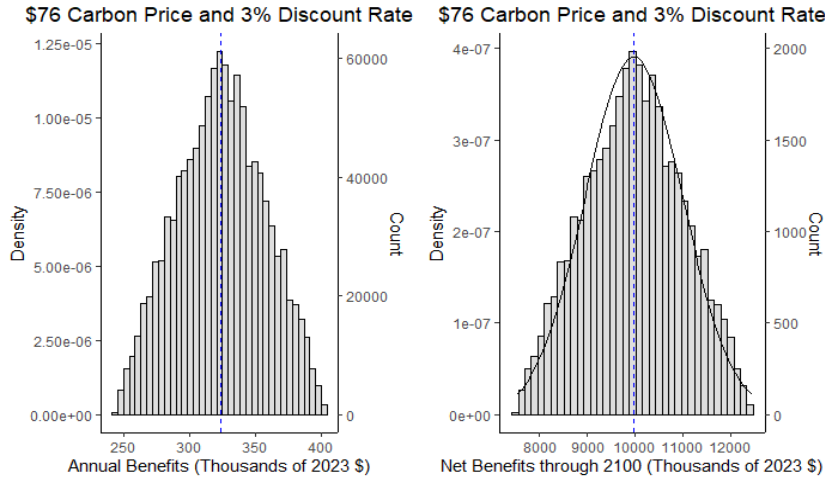 $76 Carbon Price and 3% Discount Rate
1.25e-05
1.00e-05
7.50e-06
5.00e-06
2.50e-06
0.00e+00
Density
60000
40000
20000
0
Count
250 300 350 400
Annual Benefits (Thousands of 2023 $)
$76 Carbon Price and 3% Discount Rate
4e-07
3e-07
2e-07
1e-07
0e+00
Density
2000
1500
1000
500
0
Count
8000 9000 10000 11000 12000
Net Benefits through 2100 (Thousands of 2023 $)